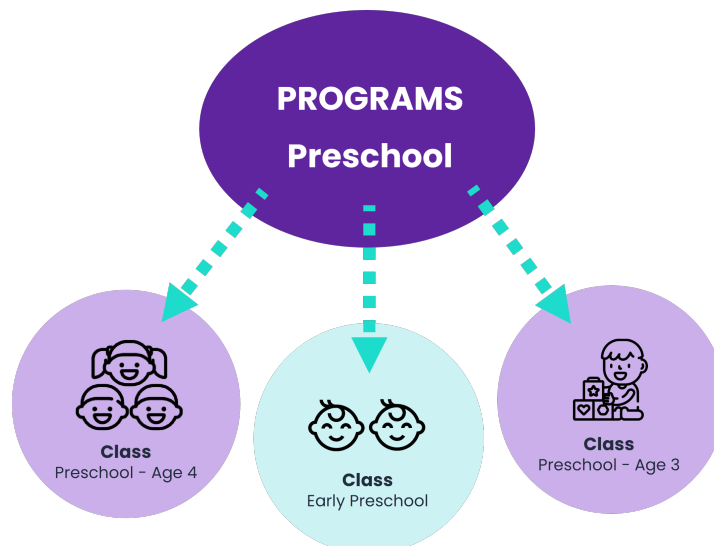 PROGRAMS
Preschool
Class
Preschool - Age 4
Class
Early Preschool
Class
Preschool - Age 3